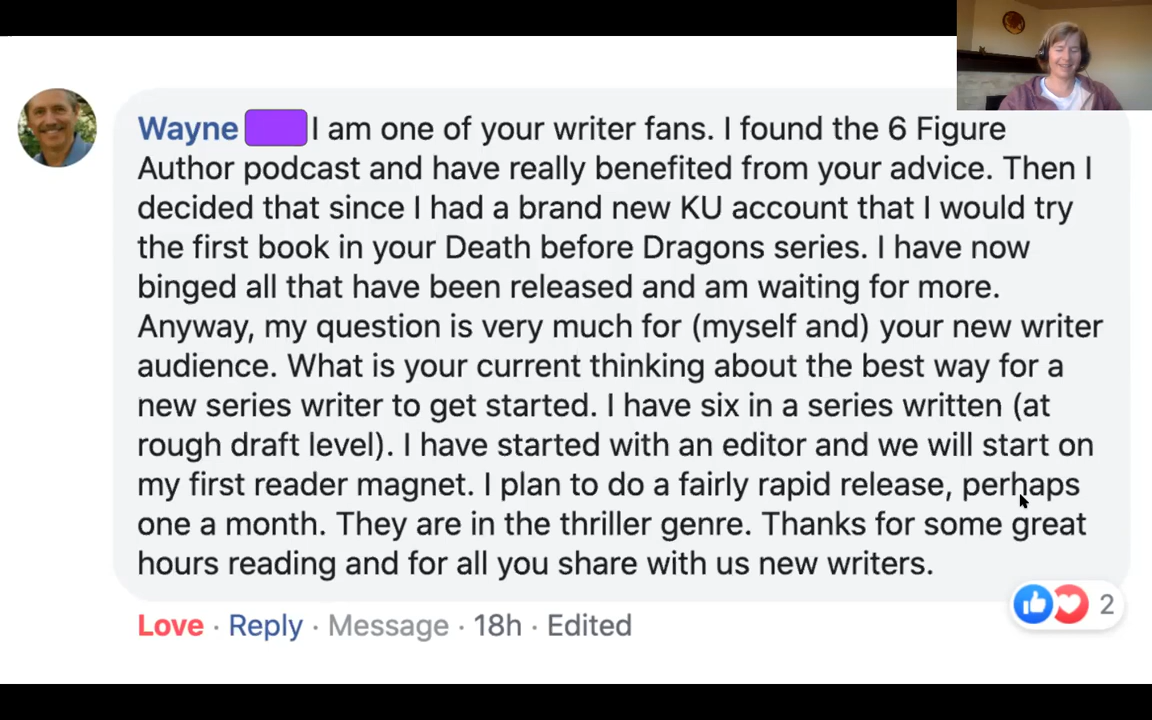 Wayne I am one of your writer fans. I found the 6 Figure
Author podcast and have really benefited from your advice. Then I
decided that since I had a brand new KU account that I would try
the first book in your Death before Dragons series. I have now
binged all that have been released and am waiting for more.
Anyway, my question is very much for (myself and) your new writer
audience. What is your current thinking about the best way for a
new series writer to get started. I have six in a series written (at
rough draft level). I have started with an editor and we will start on
my first reader magnet. I plan to do a fairly rapid release, perhaps
one a month. They are in the thriller genre. Thanks for some great
hours reading and for all you share with us new writers.
2
Love · Reply · Message · 18h · Edited